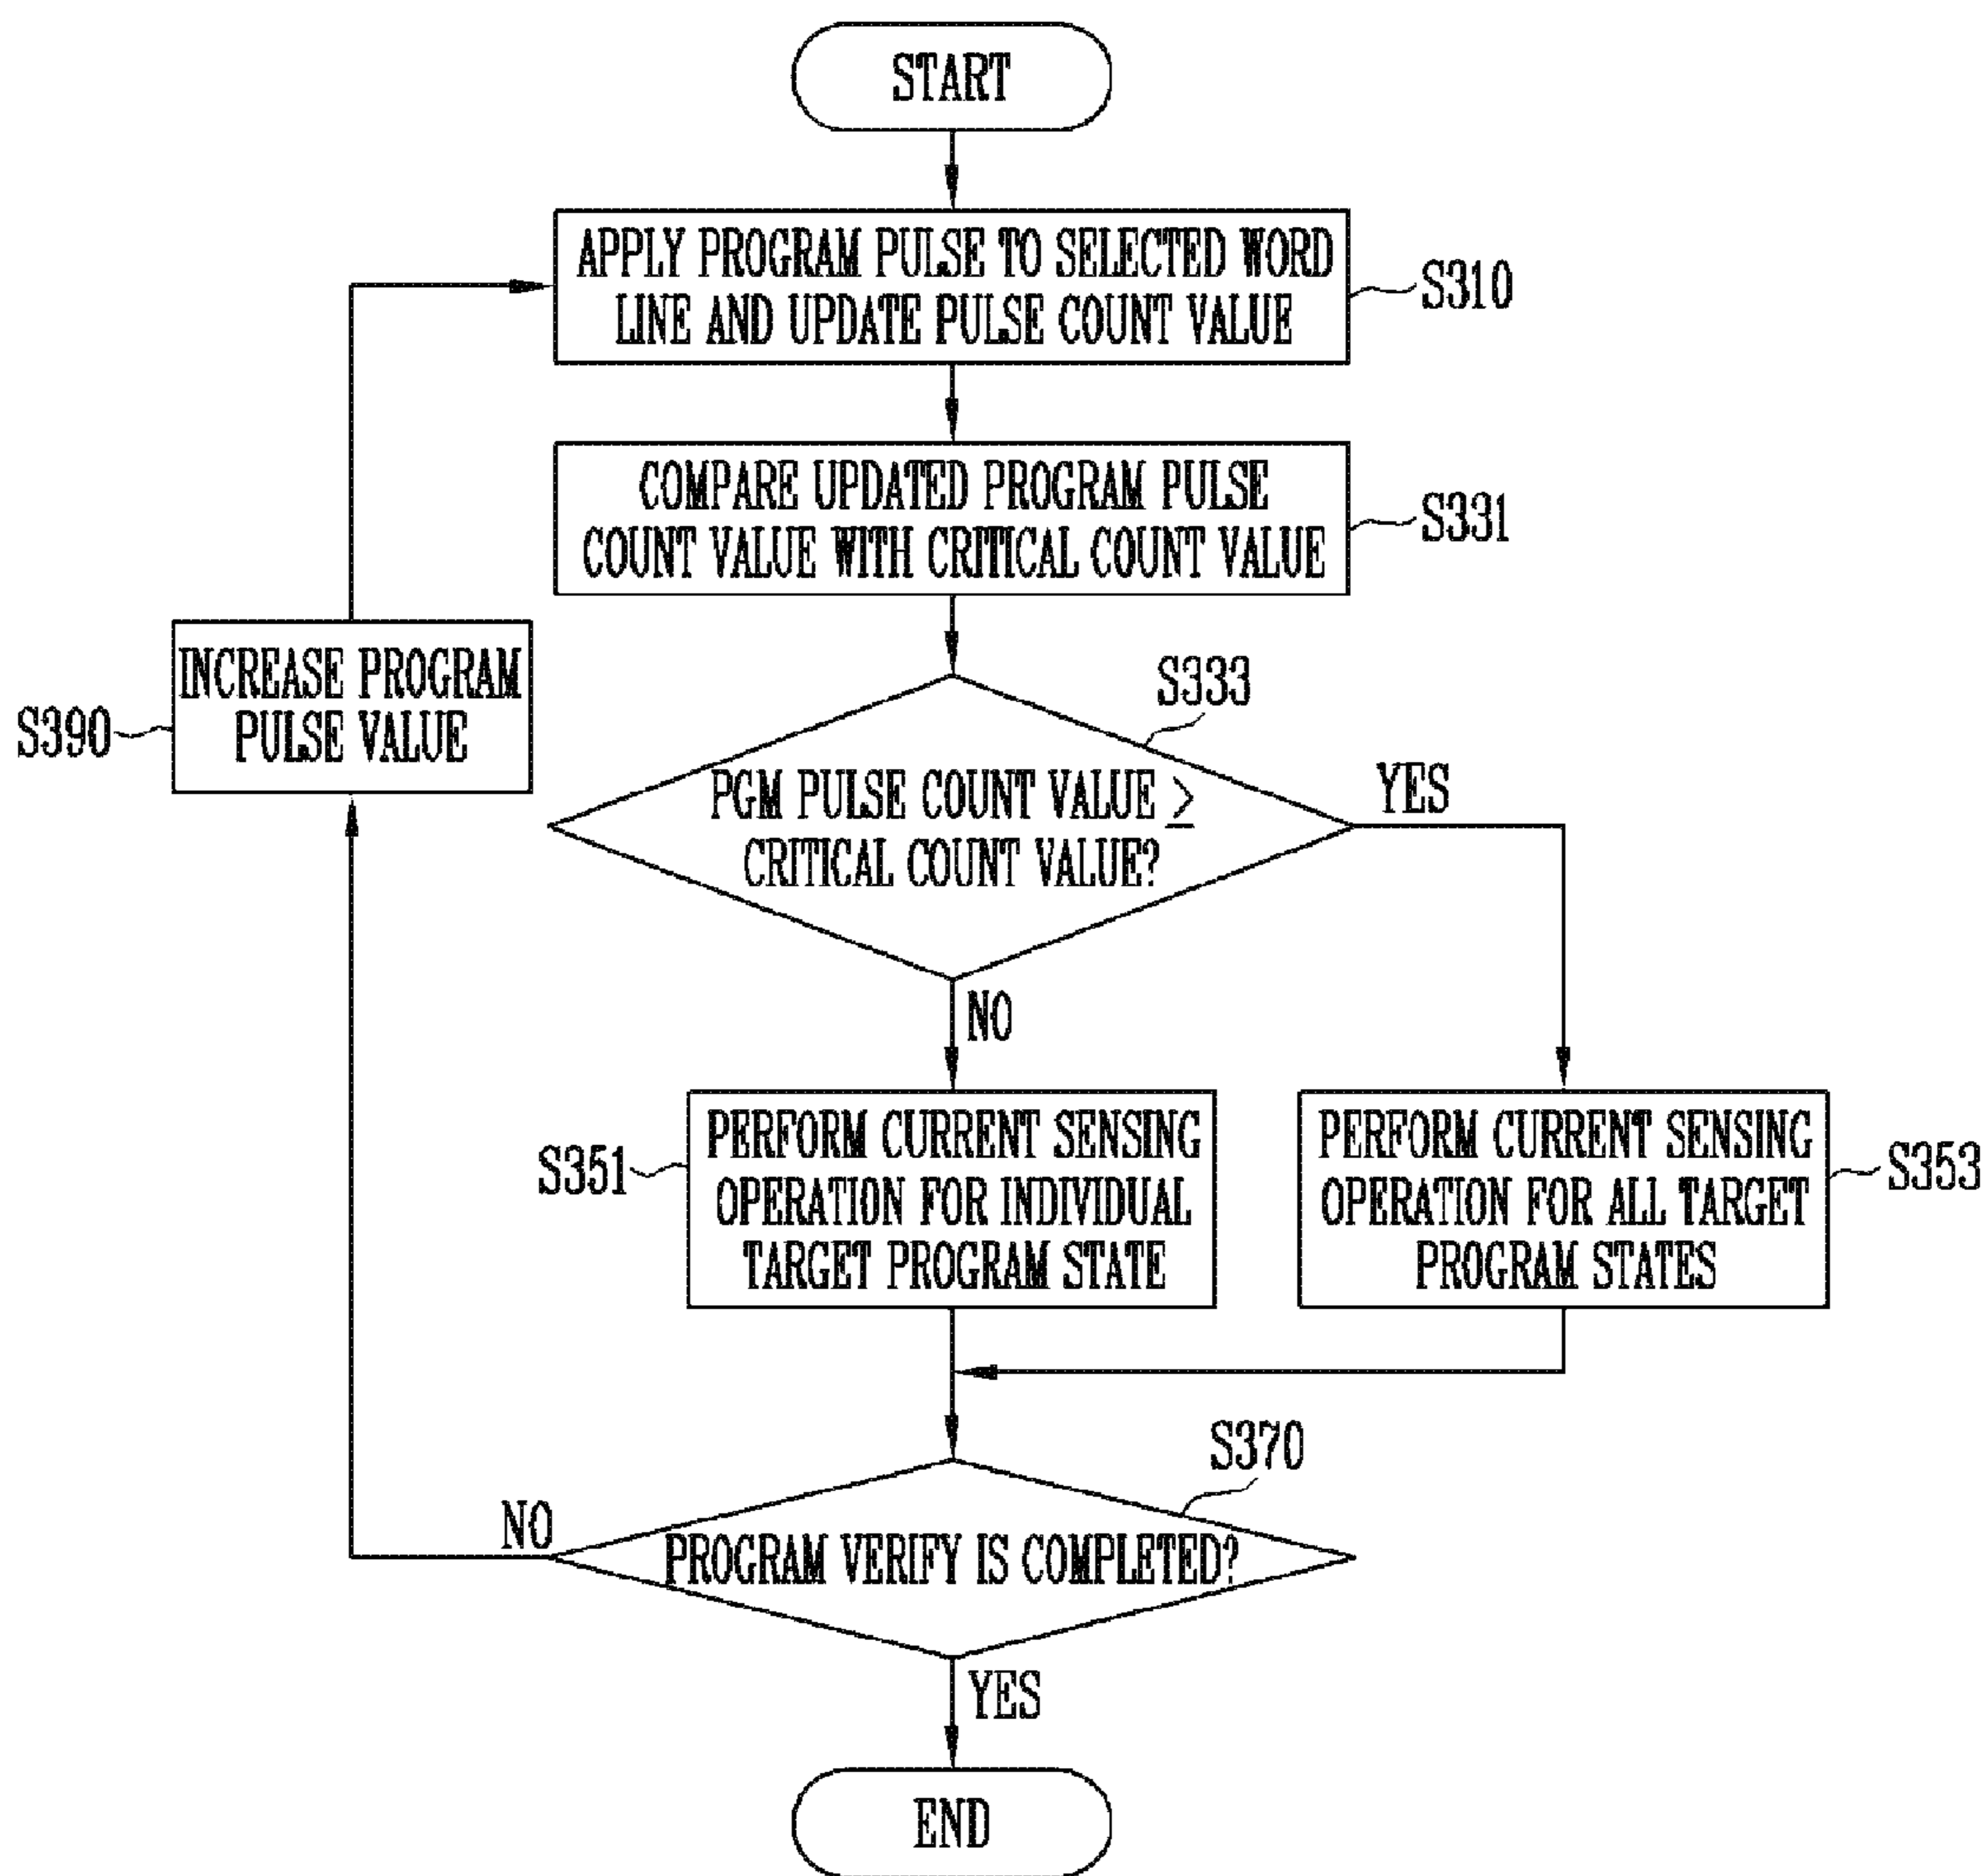 START
APPLY PROGRAM PULSE TO SELECTED WORD
LINE AND UPDATE PULSE COUNT VALUE
S310
COMPARE UPDATED PROGRAM PULSE
COUNT VALUE WITH CRITICAL COUNT VALUE
S331
INCREASE PROGRAM
PULSE VALUE
S390
S333
PGM PULSE COUNT VALUE ≥
CRITICAL COUNT VALUE?
YES
NO
PERFORM CURRENT SENSING
OPERATION FOR INDIVIDUAL
TARGET PROGRAM STATE
S351
PERFORM CURRENT SENSING
OPERATION FOR ALL TARGET
PROGRAM STATES
S353
S370
PROGRAM VERIFY IS COMPLETED?
NO
YES
END